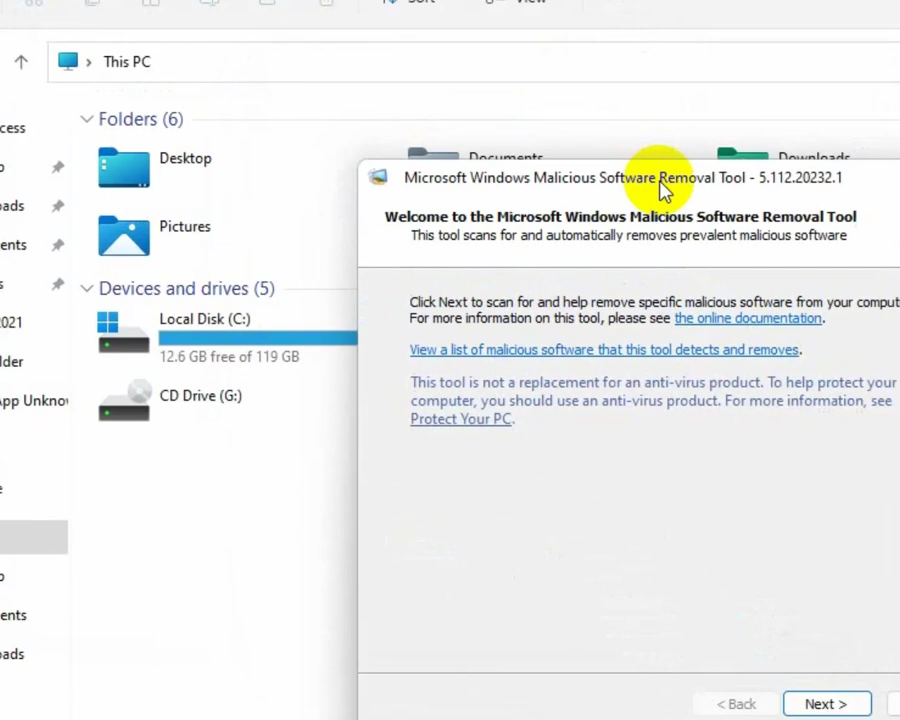 This PC
cess
Folders (6)
Desktop
Documents
Downloads
Microsoft Windows Malicious Software Removal Tool - 5.112.20232.1
Welcome to the Microsoft Windows Malicious Software Removal Tool
This tool scans for and automatically removes prevalent malicious software
oads
Pictures
ents
s
Devices and drives (5)
Click Next to scan for and help remove specific malicious software from your comput
For more information on this tool, please see the online documentation.
2021
Local Disk (C:)
12.6 GB free of 119 GB
View a list of malicious software that this tool detects and removes.
lder
This tool is not a replacement for an anti-virus product. To help protect your
computer, you should use an anti-virus product. For more information, see
Protect Your PC.
App Unknov
CD Drive (G:)
e
p
ents
oads
< Back
Next >